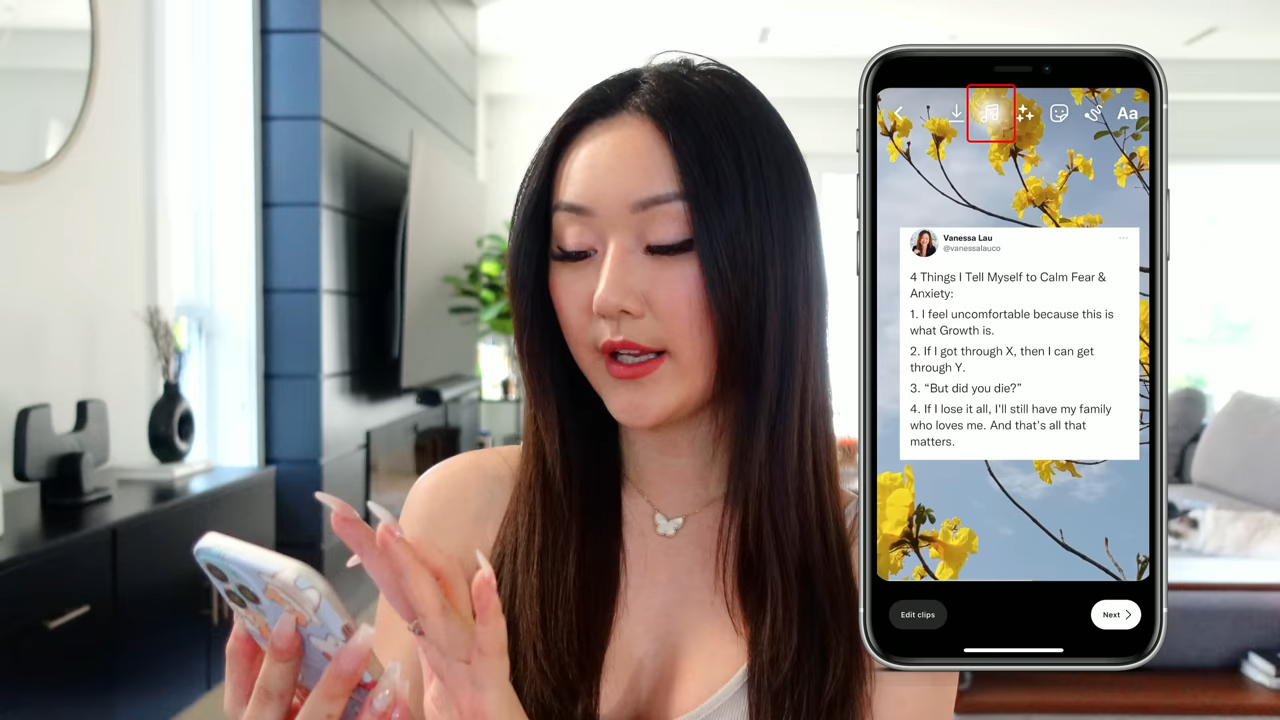 Aa
Vanessa Lau
@vanessalauco
4 Things I Tell Myself to Calm Fear &
Anxiety:
1. I feel uncomfortable because this is
what Growth is.
2. If I got through X, then I can get
through Y.
3. “But did you die?”
4. If I lose it all, I'll still have my family
who loves me. And that's all that
matters.
Edit clips
Next